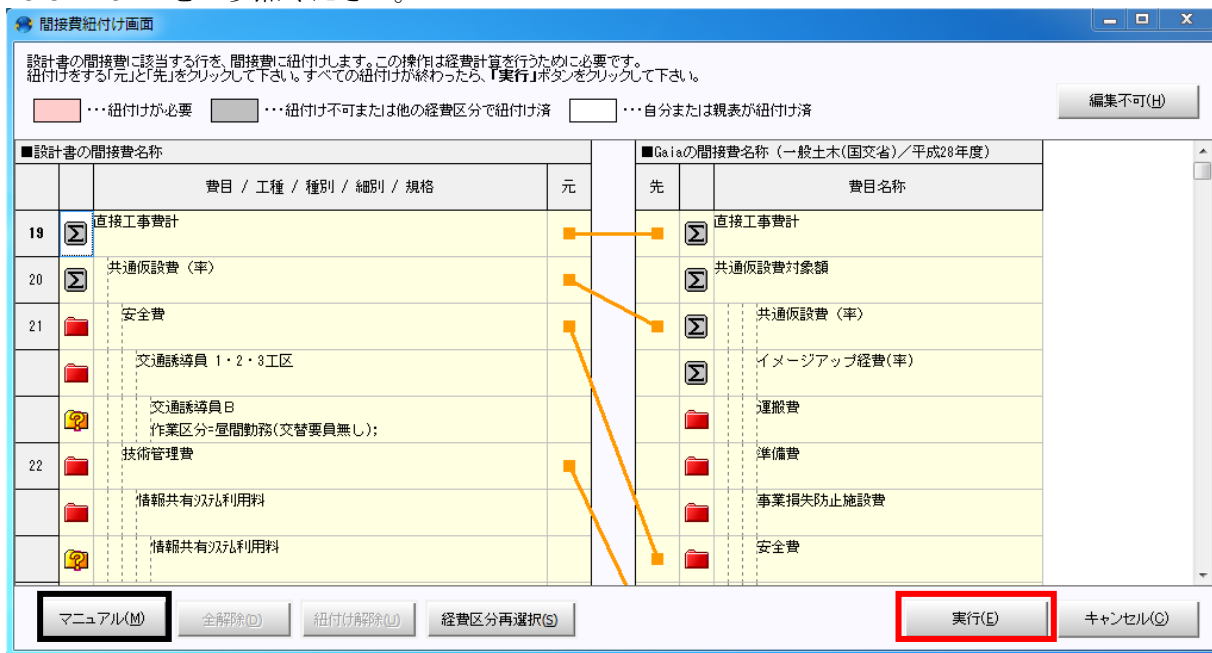 間接費紐付け画面
設計書の間接費に該当する行を、間接費に紐付けします。この操作は経費計算を行うために必要です。
紐付けをする「元」と「先」をクリックして下さい。すべての紐付けが終わったら、「実行」ボタンをクリックして下さい。
・・・紐付けが必要 ・・・紐付け不可または他の経費区分で紐付け済 ・・・自分または親表が紐付け済
編集不可(H)
■設計書の間接費名称 ■Gaiaの間接費名称（一般土木(国交省)／平成28年度）
費目 / 工種 / 種別 / 細別 / 規格 元 先 費目名称
19 直接工事費計 直接工事費計
20 共通仮設費（率） 共通仮設費対象額
21 安全費 共通仮設費（率）
交通誘導員 1・2・3工区 イメージアップ経費(率)
交通誘導員Ｂ 運搬費
作業区分=昼間勤務(交替要員無し);
22 技術管理費 準備費
情報共有ｼｽﾃﾑ利用料 事業損失防止施設費
情報共有ｼｽﾃﾑ利用料 安全費
マニュアル(M) 全解除(D) 紐付け解除(U) 経費区分再選択(S) 実行(E) キャンセル(C)